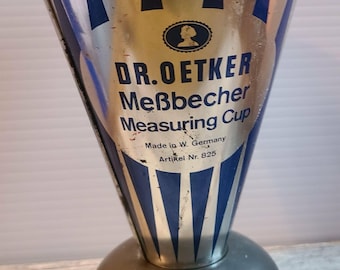 DR. OETKER
Meßbecher
Measuring Cup
Made in W. Germany
Artikel Nr. 825